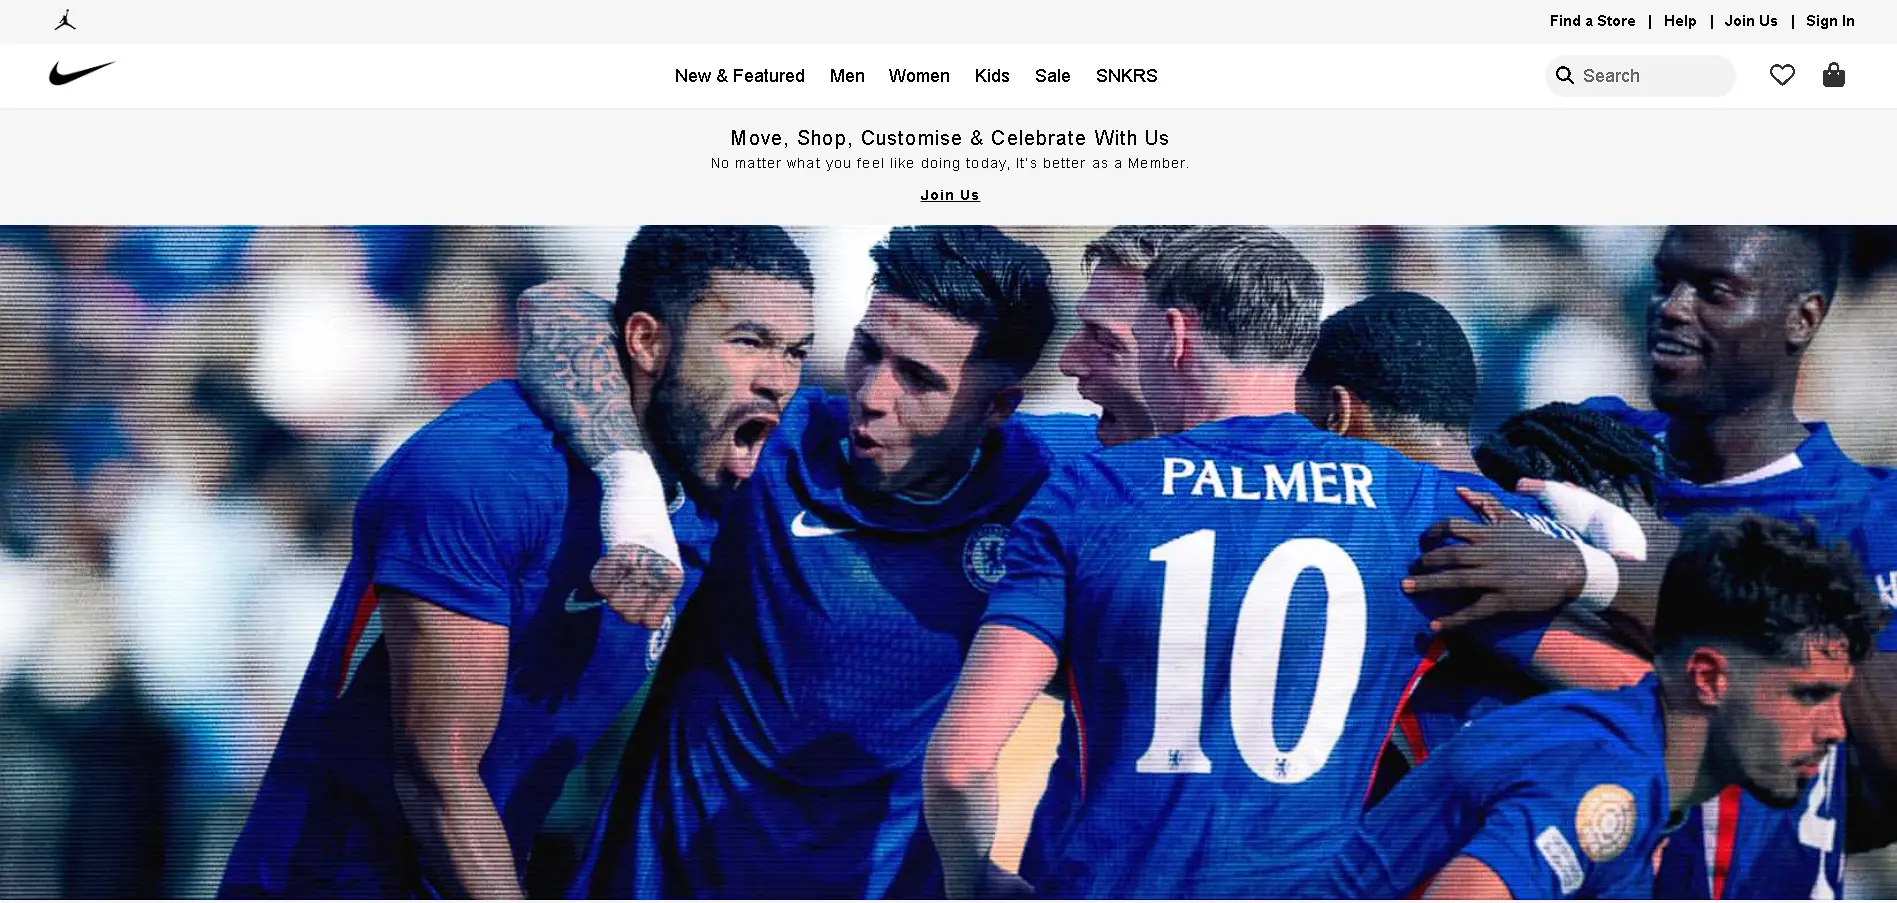 Find a Store | Help | Join Us | Sign In
New & Featured Men Women Kids Sale SNKRS
Search
Move, Shop, Customise & Celebrate With Us
No matter what you feel like doing today, It's better as a Member.
Join Us
PALMER
10